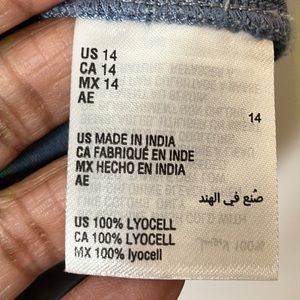 US 14
CA 14
MX 14
AE
14
US MADE IN INDIA
CA FABRIQUÉ EN INDE
MX HECHO EN INDIA
AE
صُنع في الهند
US 100% LYOCELL
CA 100% LYOCELL
MX 100% lyocell